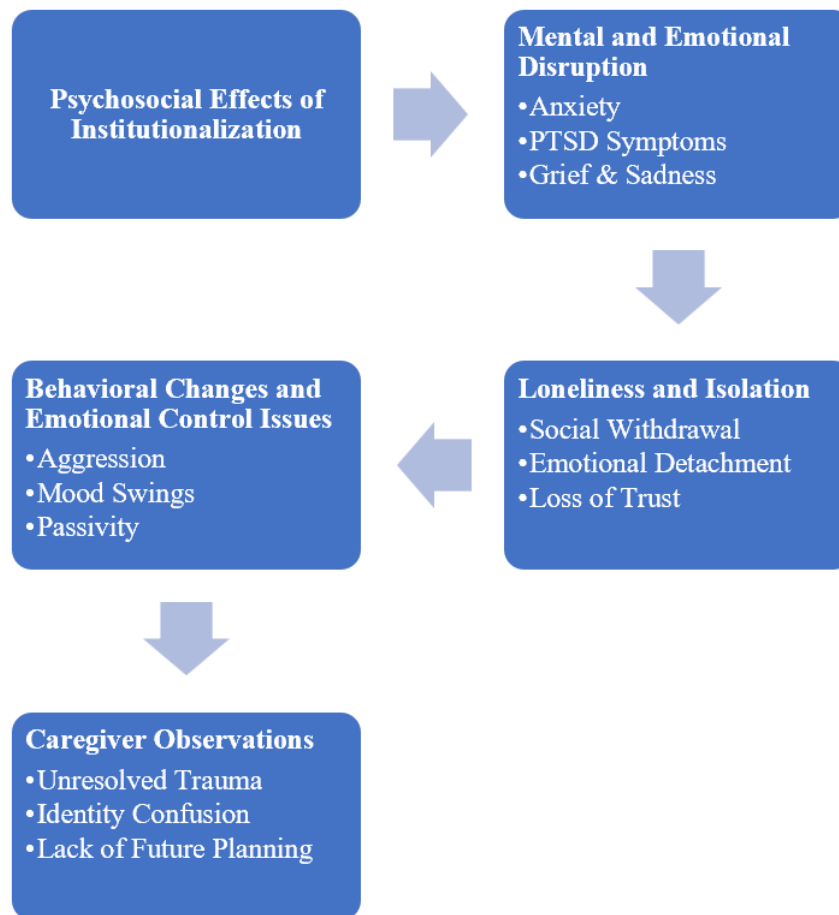 Psychosocial Effects of
Institutionalization
Mental and Emotional
Disruption
•Anxiety
•PTSD Symptoms
•Grief & Sadness
Loneliness and Isolation
•Social Withdrawal
•Emotional Detachment
•Loss of Trust
Behavioral Changes and
Emotional Control Issues
•Aggression
•Mood Swings
•Passivity
Caregiver Observations
•Unresolved Trauma
•Identity Confusion
•Lack of Future Planning